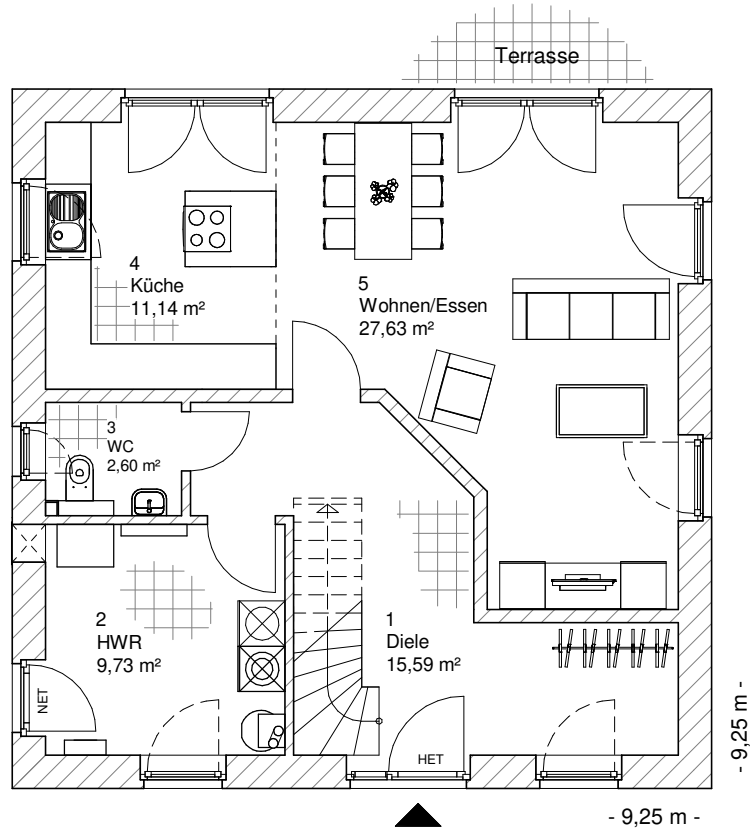 Terrasse
4
Küche
11,14 m²
5
Wohnen/Essen
27,63 m²
3
WC
2,60 m²
2
HWR
9,73 m²
1
Diele
15,59 m²
NET
HET
- 9,25 m -
- 9,25 m -